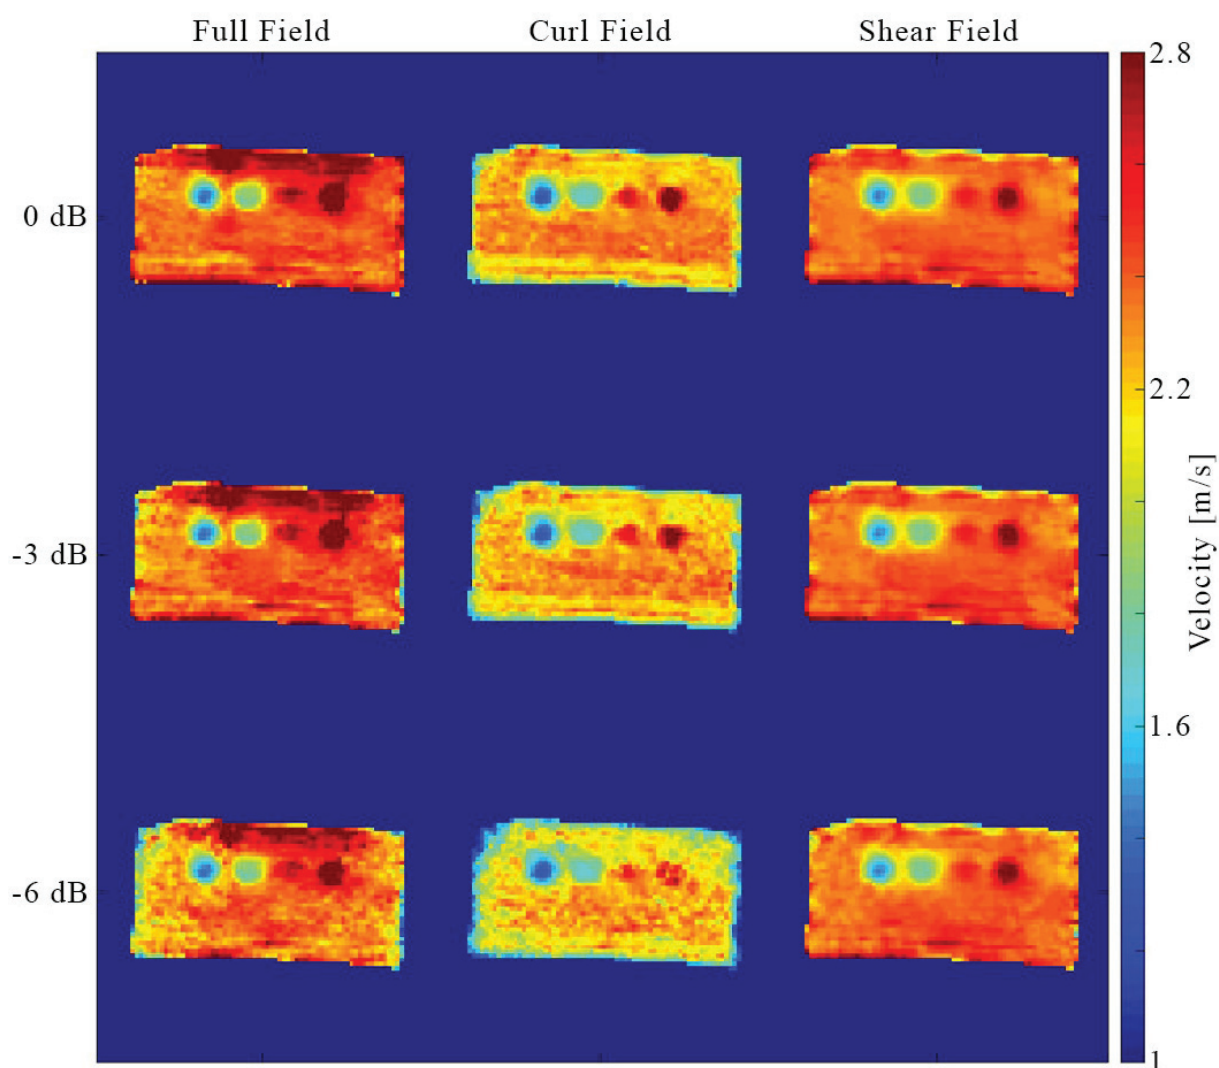 Full Field
Curl Field
Shear Field
0 dB
-3 dB
-6 dB
2.8
2.2
1.6
1
Velocity [m/s]